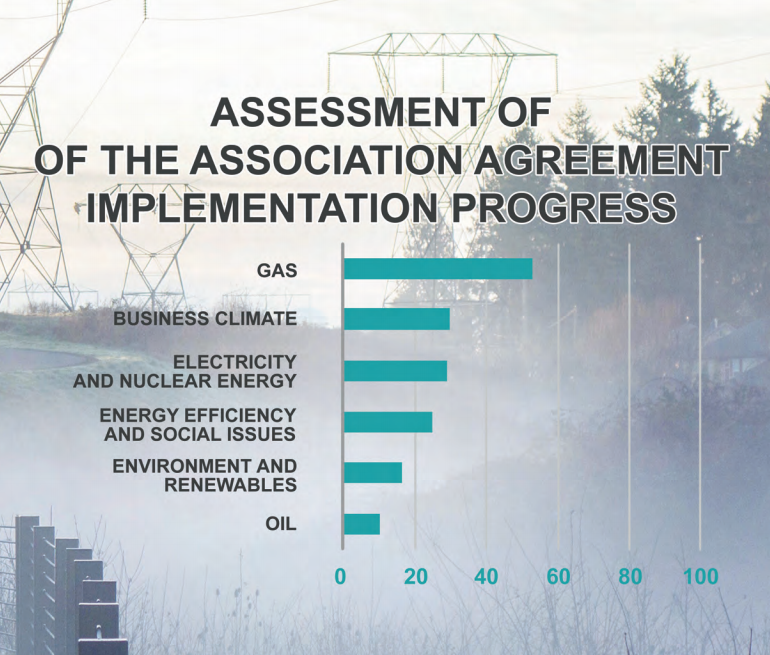 ASSESSMENT OF
OF THE ASSOCIATION AGREEMENT
IMPLEMENTATION PROGRESS
GAS
BUSINESS CLIMATE
ELECTRICITY
AND NUCLEAR ENERGY
ENERGY EFFICIENCY
AND SOCIAL ISSUES
ENVIRONMENT AND
RENEWABLES
OIL
0 20 40 60 80 100